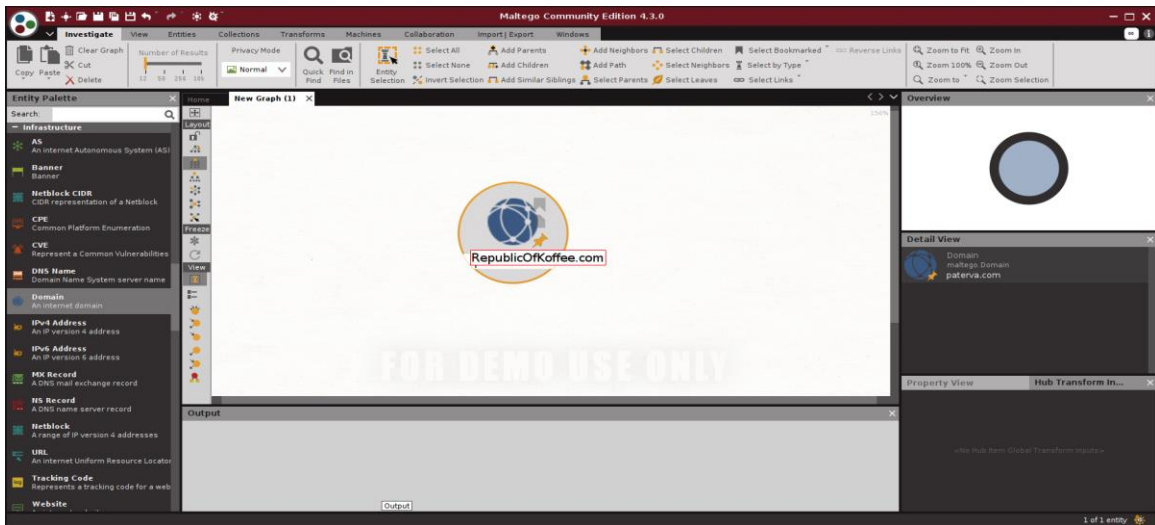 Maltego Community Edition 4.3.0
Investigate View Entities Collections Transforms Machines Collaboration Import | Export Windows
Copy Paste
Clear Graph
Cut
Delete
Number of Results
12 50 256 10k
Privacy Mode
Normal
Quick Find
Find in Files
Entity Selection
Select All
Select None
Invert Selection
Add Parents
Add Children
Add Similar Siblings
Add Neighbors
Add Path
Select Parents
Select Children
Select Neighbors
Select Leaves
Select Bookmarked
Select by Type
Select Links
Reverse Links
Zoom to Fit
Zoom 100%
Zoom to
Zoom In
Zoom Out
Zoom Selection
Entity Palette
Search:
Infrastructure
AS
An internet Autonomous System (AS)
Banner
Banner
Netblock CIDR
CIDR representation of a Netblock
CPE
Common Platform Enumeration
CVE
Represent a Common Vulnerabilities
DNS Name
Domain Name System server name
Domain
An internet domain
IPv4 Address
An IP version 4 address
IPv6 Address
An IP version 6 address
MX Record
A DNS mail exchange record
NS Record
A DNS name server record
Netblock
A range of IP version 4 addresses
URL
An internet Uniform Resource Locator
Tracking Code
Represents a tracking code for a web
Website
Home
New Graph (1)
Layout
Freeze
View
RepublicOfKoffee.com
FOR DEMO USE ONLY
Output
Output
Overview
Detail View
Domain
maltego.Domain
paterva.com
Property View
Hub Transform In...
<No Hub Item Global Transform Inputs>
1 of 1 entity